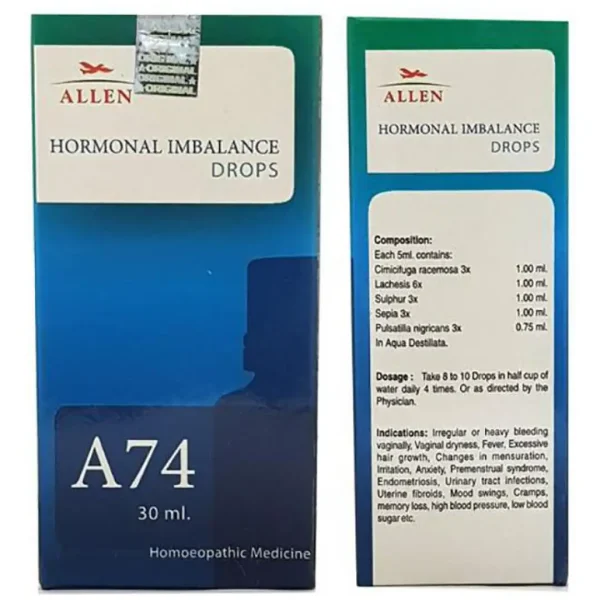 ORIGINAL
A ORIGINAL
ALLEN
HORMONAL IMBALANCE
DROPS
A74
30 ml.
Homoeopathic Medicine
ALLEN
HORMONAL IMBALANCE
DROPS
Composition:
Each 5ml. contains:
Cimicifuga racemosa 3x 1.00 ml.
Lachesis 6x 1.00 ml.
Sulphur 3x 1.00 ml.
Sepia 3x 1.00 ml.
Pulsatilla nigricans 3x 0.75 ml.
In Aqua Destillata.
Dosage : Take 8 to 10 Drops in half cup of
water daily 4 times. Or as directed by the
Physician.
Indications: Irregular or heavy bleeding
vaginally, Vaginal dryness, Fever, Excessive
hair growth, Changes in mensuration,
Irritation, Anxiety, Premenstrual syndrome,
Endometriosis, Urinary tract infections,
Uterine fibroids, Mood swings, Cramps,
memory loss, high blood pressure, low blood
sugar etc.